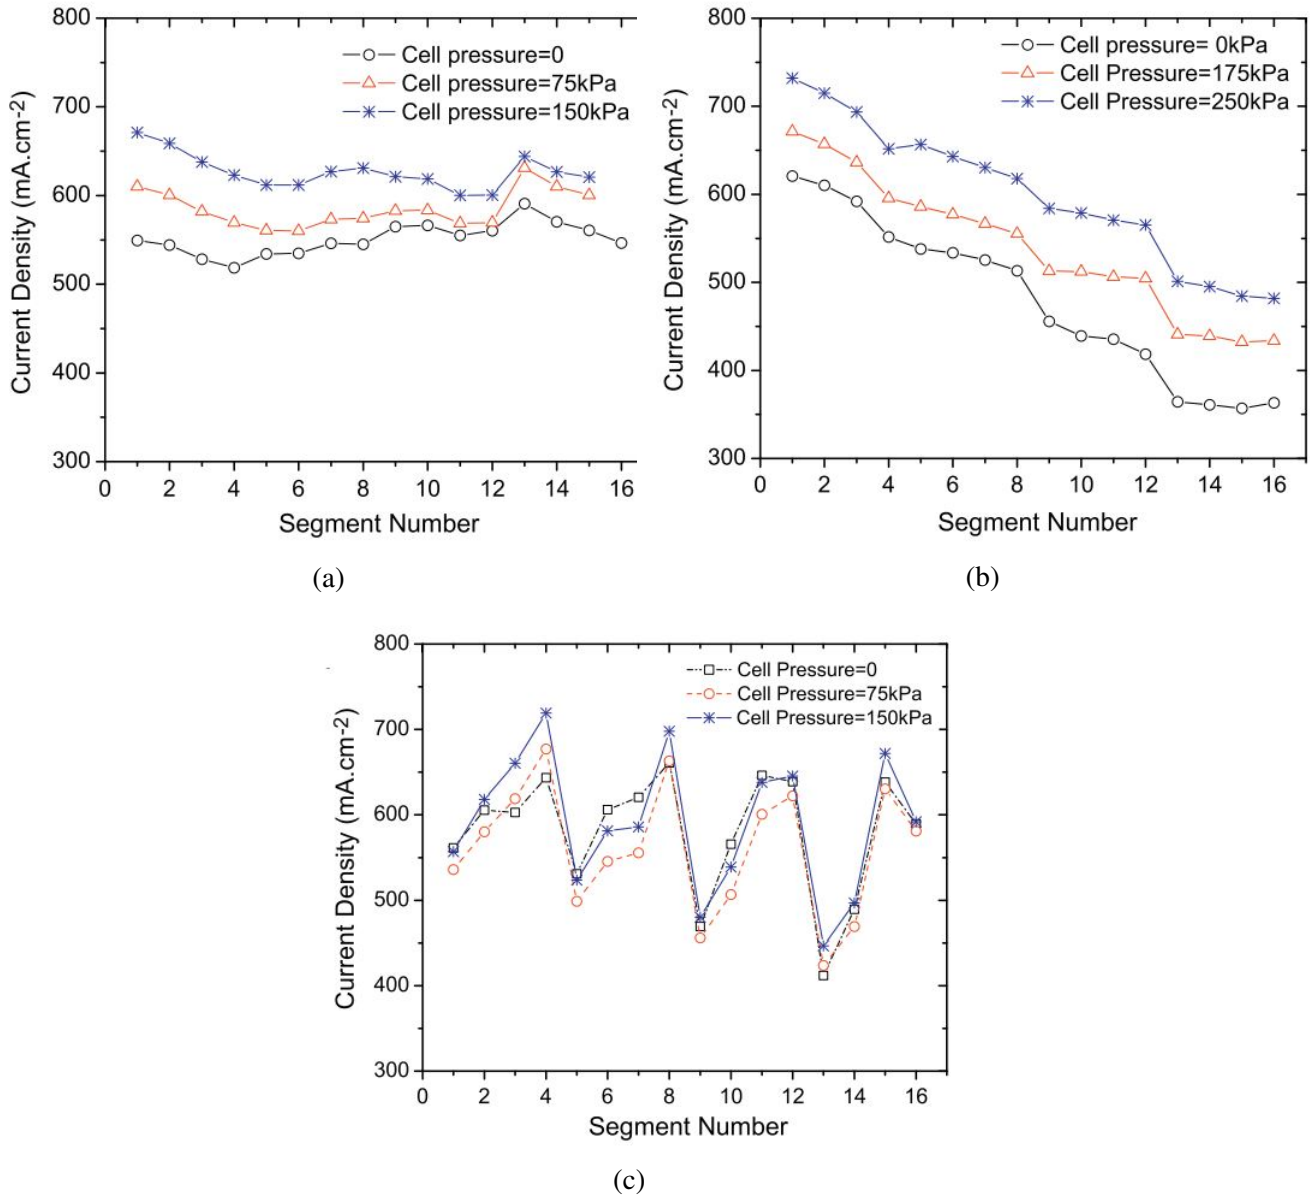 800
700
600
500
400
300
0 2 4 6 8 10 12 14 16
Current Density (mA.cm-2)
Segment Number
Cell pressure=0
Cell pressure=75kPa
Cell pressure=150kPa
(a)
800
700
600
500
400
300
0 2 4 6 8 10 12 14 16
Current Density (mA.cm-2)
Segment Number
Cell pressure= 0kPa
Cell Pressure=175kPa
Cell Pressure=250kPa
(b)
800
700
600
500
400
300
0 2 4 6 8 10 12 14 16
Current Density (mA.cm-2)
Segment Number
Cell Pressure=0
Cell Pressure=75kPa
Cell Pressure=150kPa
(c)